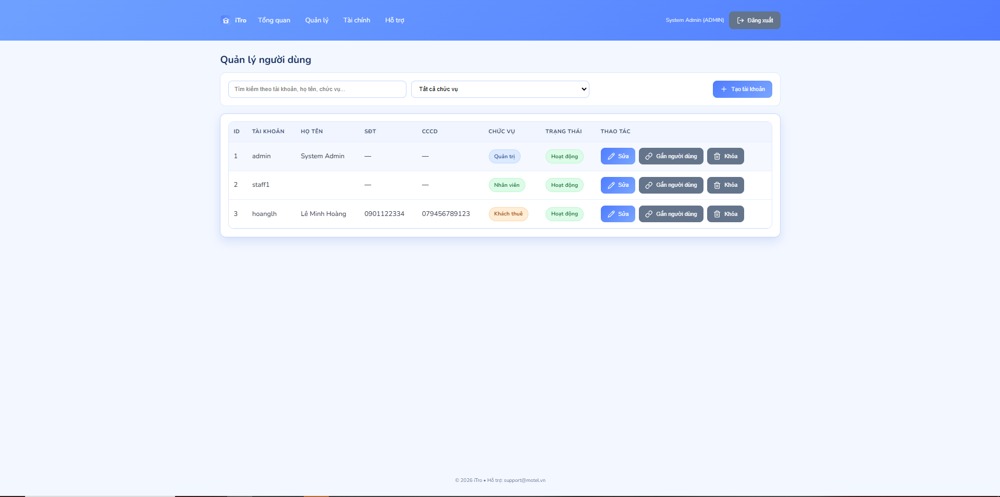 iTro Tổng quan Quản lý Tài chính Hỗ trợ System Admin (ADMIN) Đăng xuất
Quản lý người dùng
Tìm kiếm theo tài khoản, họ tên, chức vụ... Tất cả chức vụ Tạo tài khoản
ID TÀI KHOẢN HỌ TÊN SĐT CCCD CHỨC VỤ TRẠNG THÁI THAO TÁC
1 admin System Admin — — Quản trị Hoạt động Sửa Gắn người dùng Khóa
2 staff1 — — Nhân viên Hoạt động Sửa Gắn người dùng Khóa
3 hoanglh Lê Minh Hoàng 0901122334 079456789123 Khách thuê Hoạt động Sửa Gắn người dùng Khóa
© 2026 iTro • Hỗ trợ: support@motel.vn